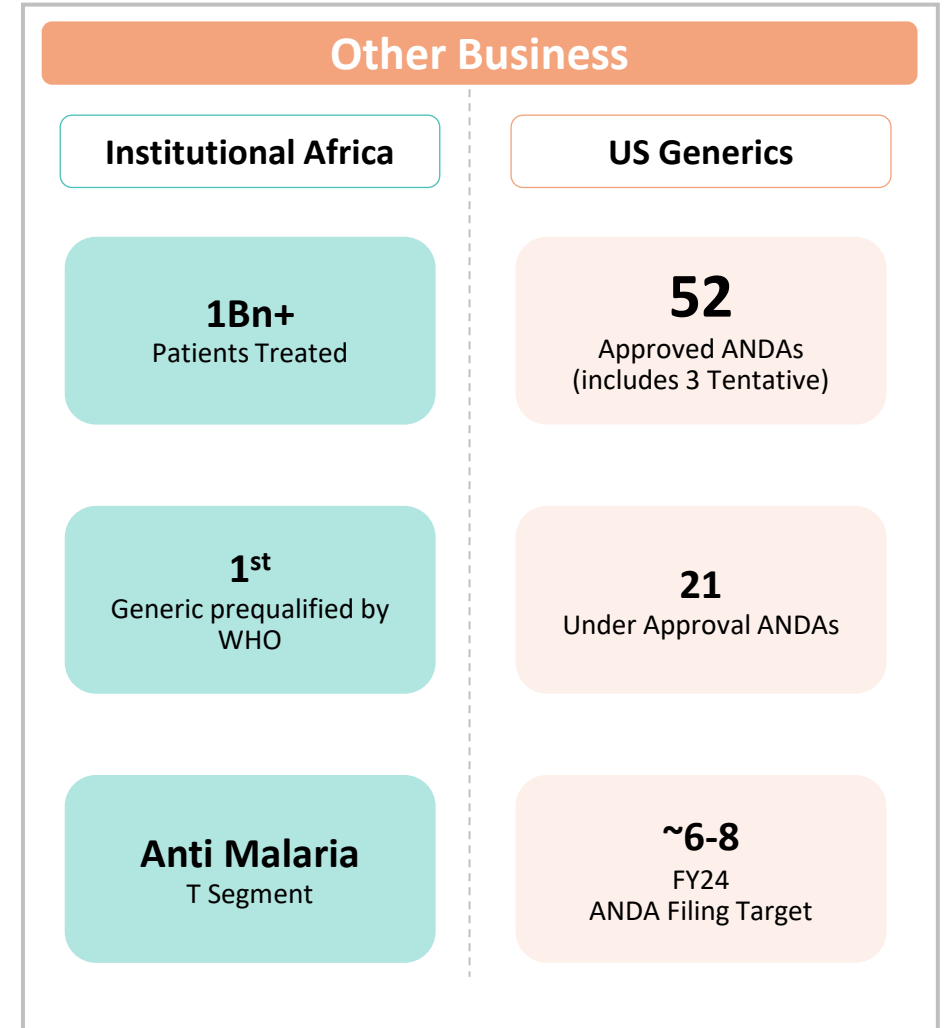 Other Business
Institutional Africa
1Bn+
Patients Treated
1st
Generic prequalified by
WHO
Anti Malaria
T Segment
US Generics
52
Approved ANDAs
(includes 3 Tentative)
21
Under Approval ANDAs
~6-8
FY24
ANDA Filing Target